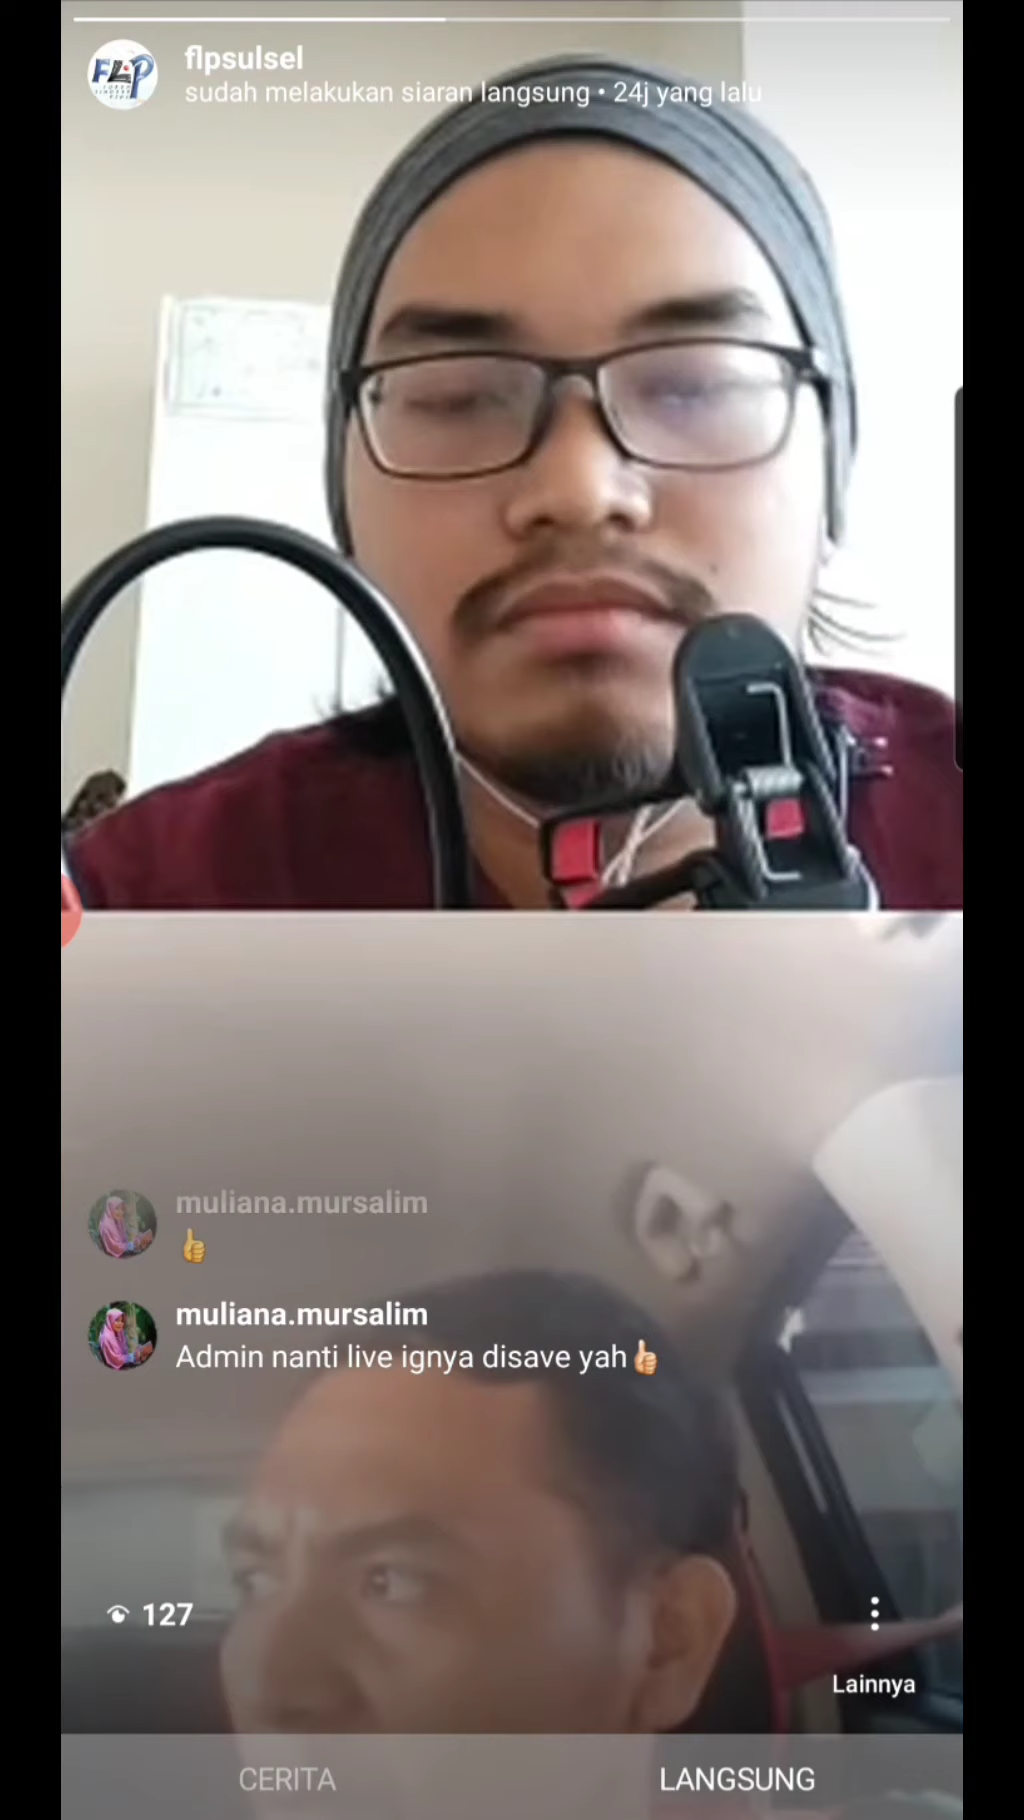 flpsulsel
sudah melakukan siaran langsung • 24j yang lalu
FLP
muliana.mursalim
👍
muliana.mursalim
Admin nanti live ignya disave yah👍
127
Lainnya
CERITA
LANGSUNG